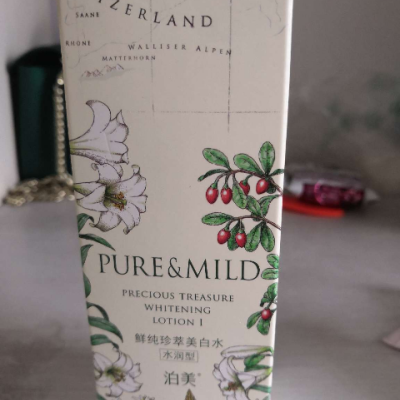 TZERLAND
SAANE
RHONE
WALLISER ALPEN
MATTERHORN
PURE&MILD
PRECIOUS TREASURE
WHITENING
LOTION I
鲜纯珍萃美白水
水润型
泊美®